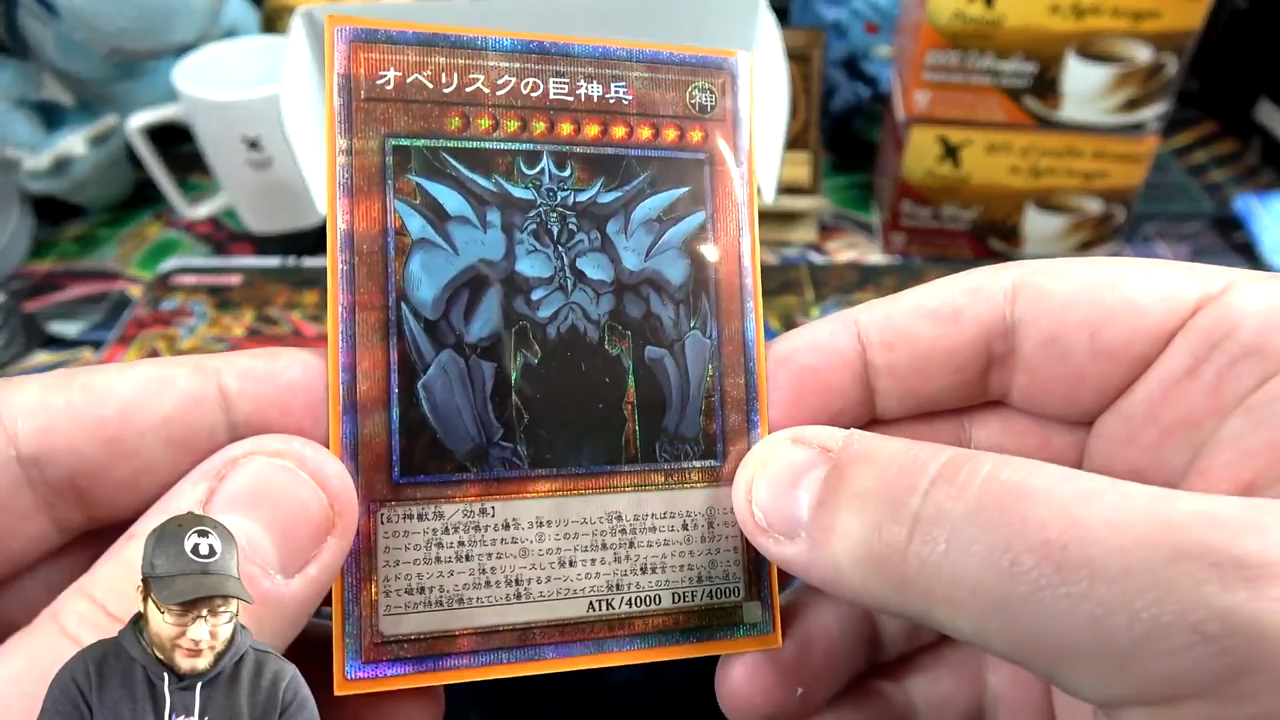 オベリスクの巨神兵
神
【幻神獣族/効果】
このカードを通常召喚する場合、3体をリリースして召喚しなければならない。①:この
カードの召喚は無効化されない。②:このカードの召喚成功時には、魔法・罠・モン
スターの効果は発動できない。③:このカードは効果の対象にならない。④:自分フィー
ルドのモンスター2体をリリースして発動できる。相手フィールドのモンスターを
全て破壊する。この効果を発動するターン、このカードは攻撃宣言できない。⑤:この
カードが特殊召喚されている場合、エンドフェイズに発動する。このカードを墓地へ送る。
ATK/4000 DEF/4000